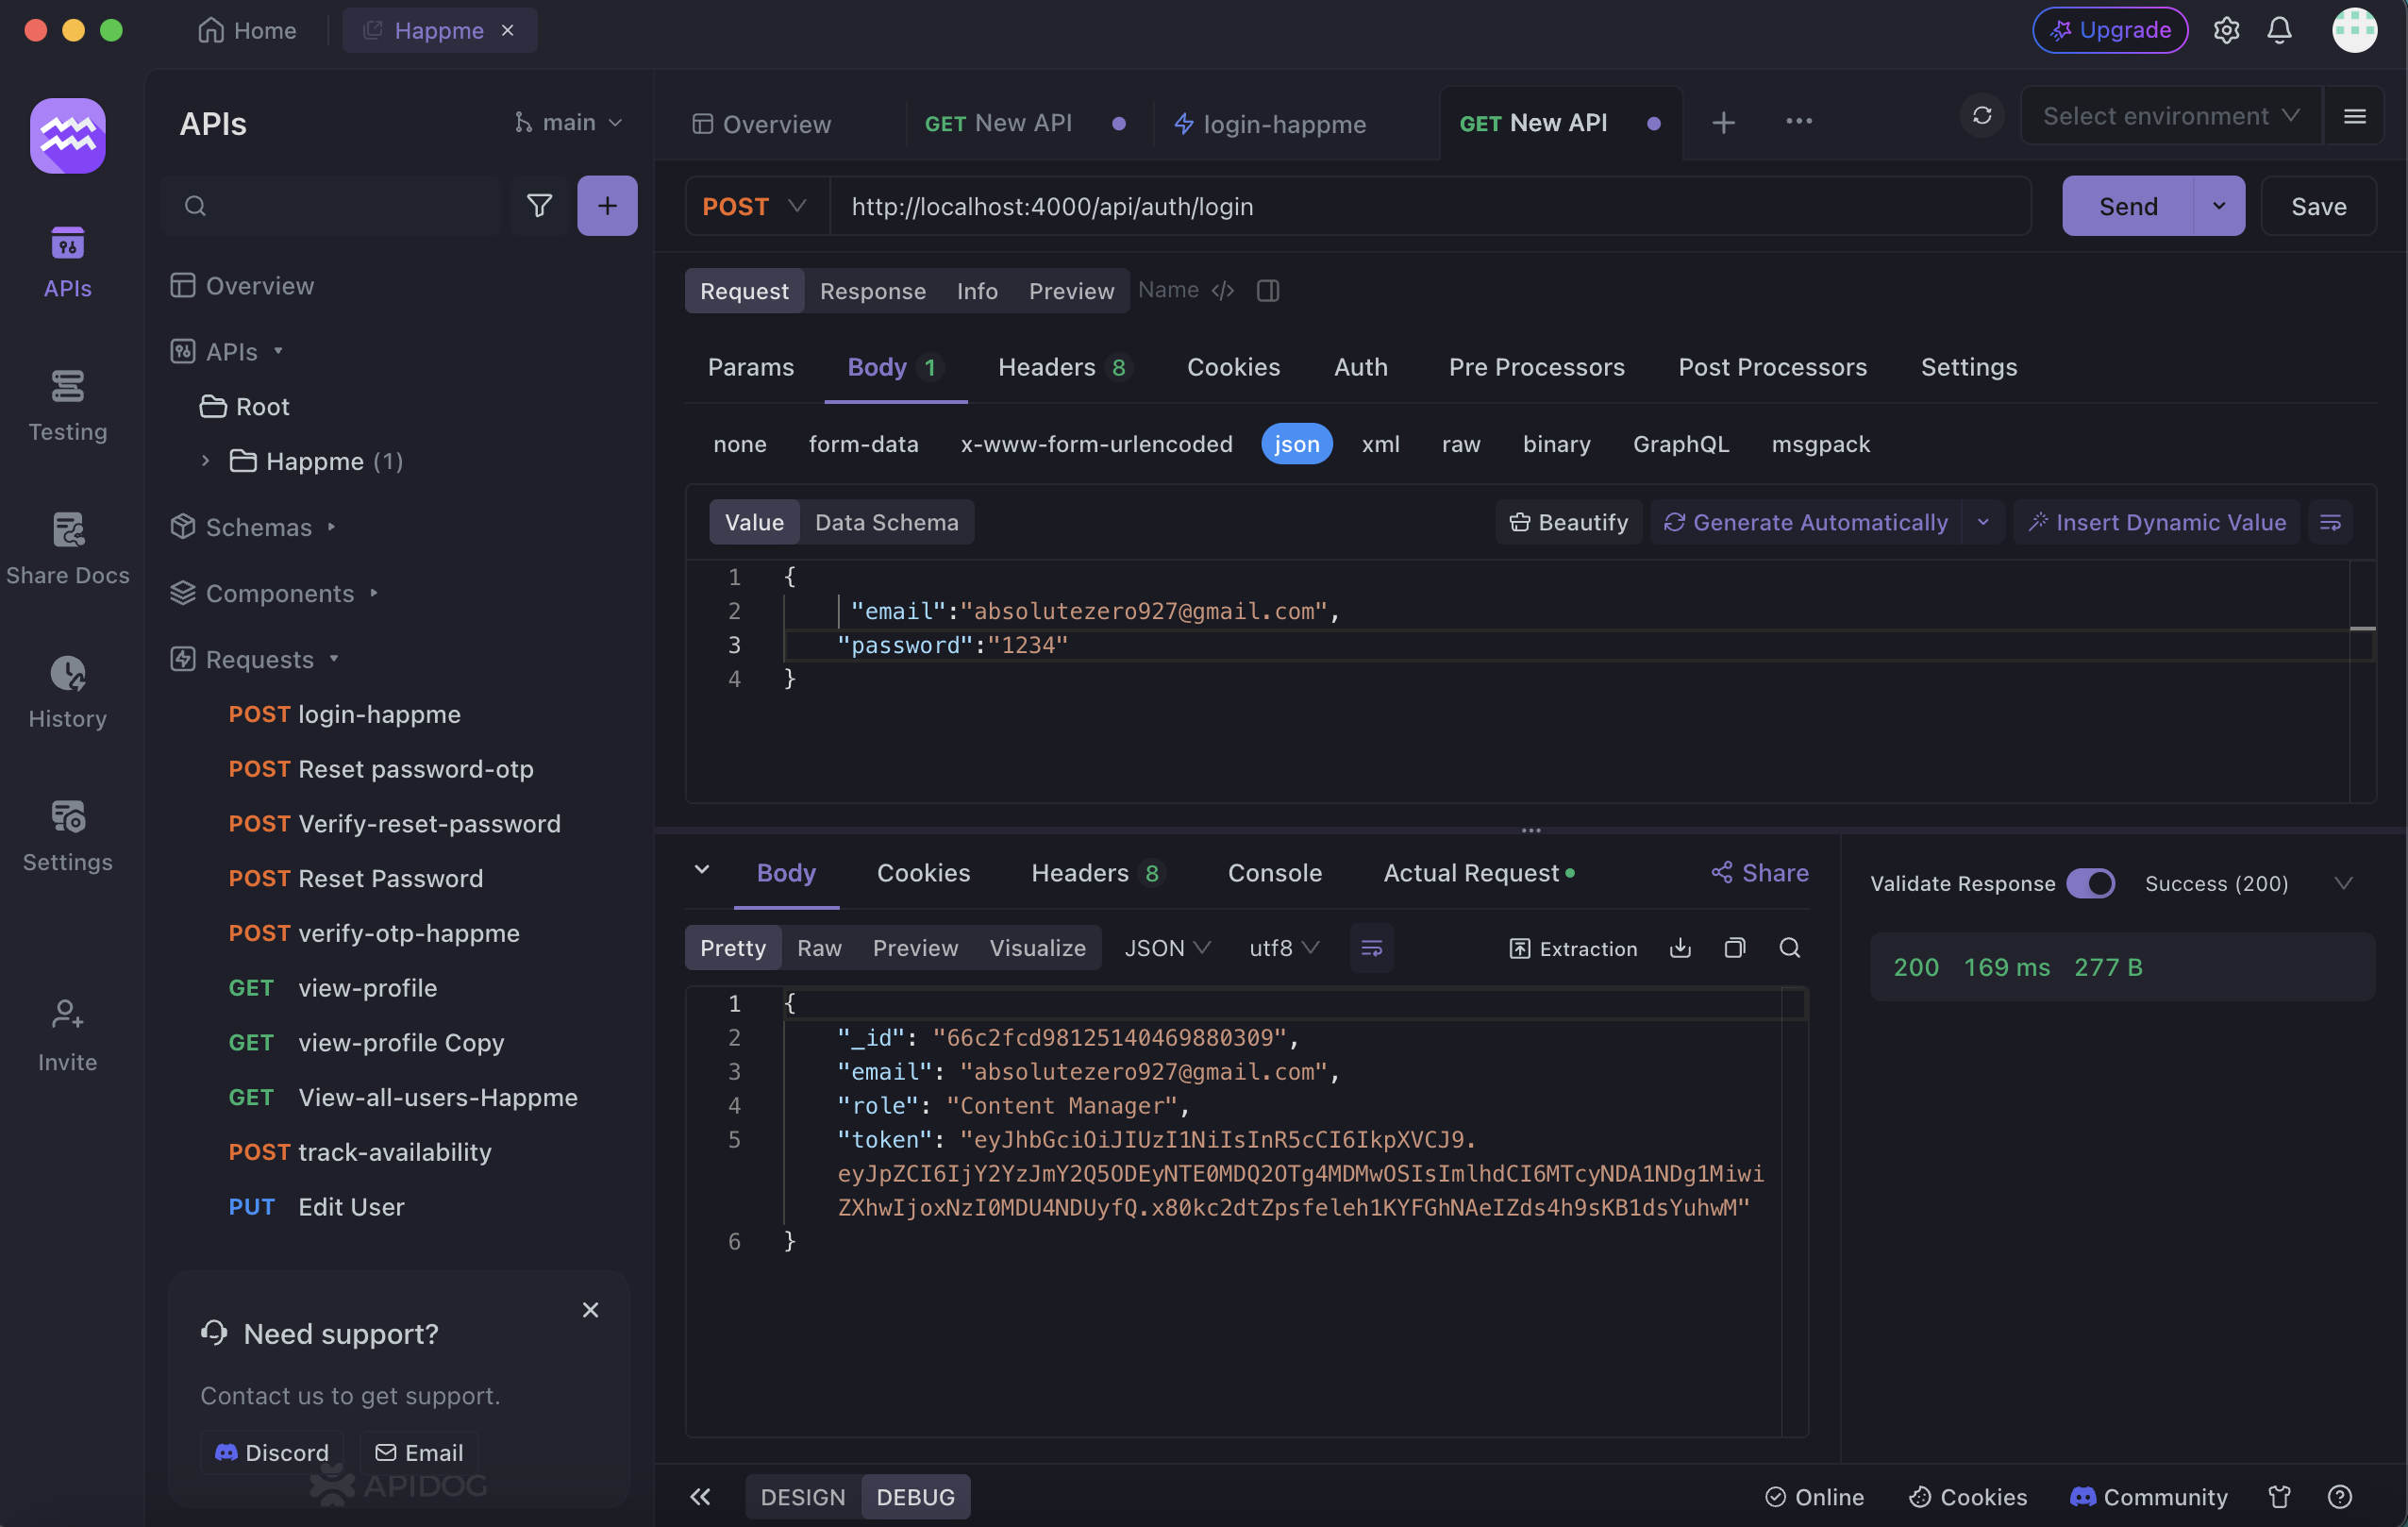 Home
Happme
Upgrade
APIs
main
Overview
GET New API
login-happme
GET New API
Select environment
POST
http://localhost:4000/api/auth/login
Send
Save
APIs
Testing
Share Docs
History
Settings
Invite
Overview
APIs
Root
Happme (1)
Schemas
Components
Requests
POST login-happme
POST Reset password-otp
POST Verify-reset-password
POST Reset Password
POST verify-otp-happme
GET view-profile
GET view-profile Copy
GET View-all-users-Happme
POST track-availability
PUT Edit User
Need support?
Contact us to get support.
Discord
Email
APIDOG
Request Response Info Preview Name
Params Body 1 Headers 8 Cookies Auth Pre Processors Post Processors Settings
none form-data x-www-form-urlencoded json xml raw binary GraphQL msgpack
Value Data Schema Beautify Generate Automatically Insert Dynamic Value
1 {
2 "email":"absolutezero927@gmail.com",
3 "password":"1234"
4 }
Body Cookies Headers 8 Console Actual Request Share
Pretty Raw Preview Visualize JSON utf8 Extraction
1 {
2 "_id": "66c2fcd98125140469880309",
3 "email": "absolutezero927@gmail.com",
4 "role": "Content Manager",
5 "token": "eyJhbGciOiJIUzI1NiIsInR5cCI6IkpXVCJ9.
eyJpZCI6IjY2YzJmY2Q5ODEyNTE0MDQ2OTg4MDMwOSIsImlhdCI6MTcyNDA1NDg1Miwi
ZXhwIjoxNzI0MDU4NDUyfQ.x80kc2dtZpsfeleh1KYFGhNAeIZds4h9sKB1dsYuhwM"
6 }
Validate Response Success (200)
200 169 ms 277 B
DESIGN DEBUG
Online Cookies Community